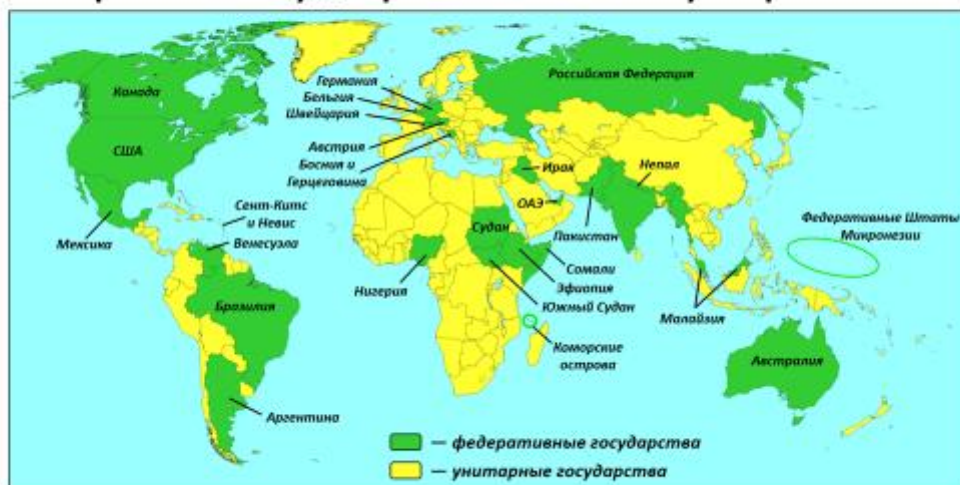 Канада
США
Мексика
Сент-Китс
и Невис
Венесуэла
Бразилия
Аргентина
Германия
Бельгия
Швейцария
Австрия
Босния и
Герцеговина
Российская Федерация
Ирак
Непал
ОАЭ
Пакистан
Судан
Сомали
Эфиопия
Южный Судан
Нигерия
Коморские
острова
Федеративные Штаты
Микронезии
Малайзия
Австралия
— федеративные государства
— унитарные государства